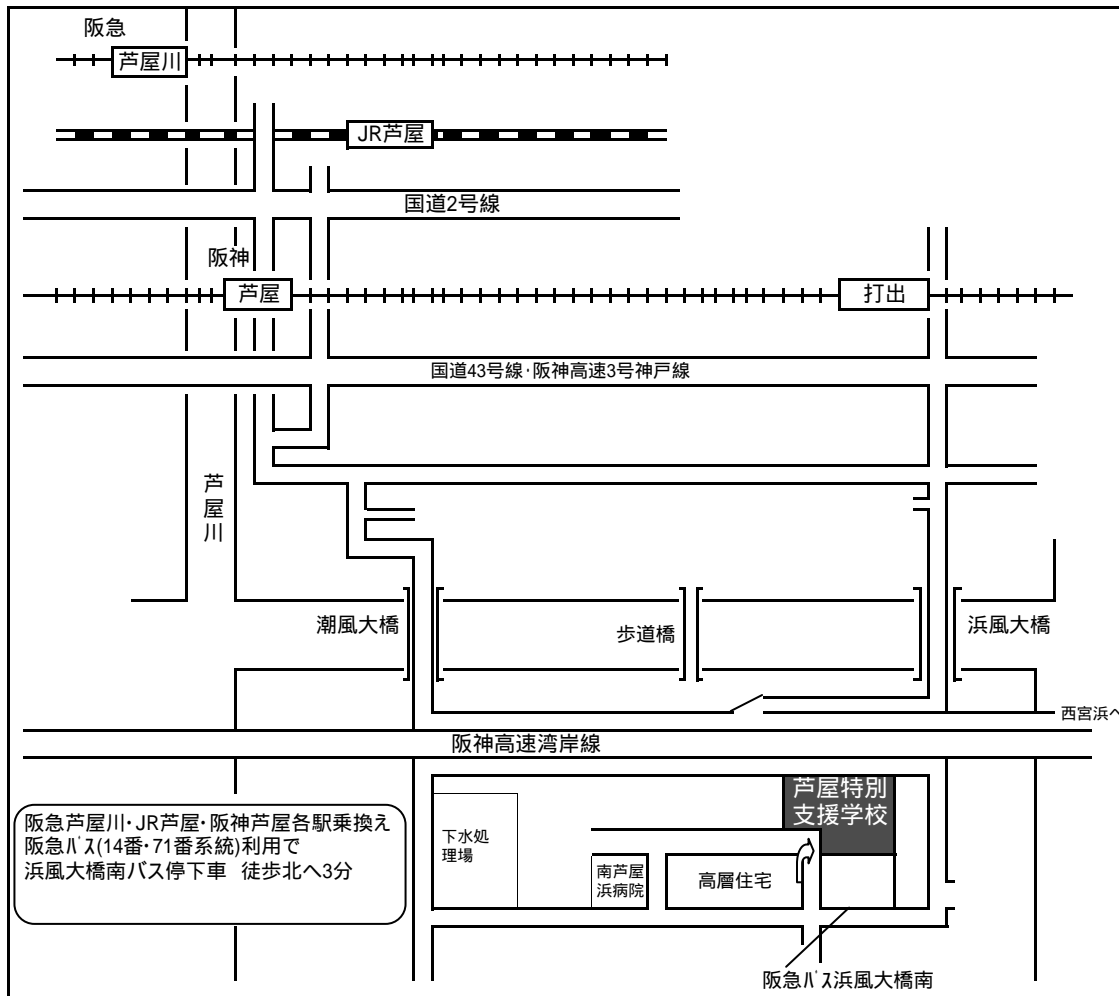 阪急
芦屋川
JR芦屋
国道2号線
阪神
芦屋
打出
国道43号線・阪神高速3号神戸線
芦屋川
潮風大橋
歩道橋
浜風大橋
西宮浜へ
阪神高速湾岸線
芦屋特別
支援学校
阪急芦屋川・JR芦屋・阪神芦屋各駅乗換え
阪急バス(14番・71番系統)利用で
浜風大橋南バス停下車　徒歩北へ3分
下水処
理場
南芦屋
浜病院
高層住宅
阪急バス浜風大橋南